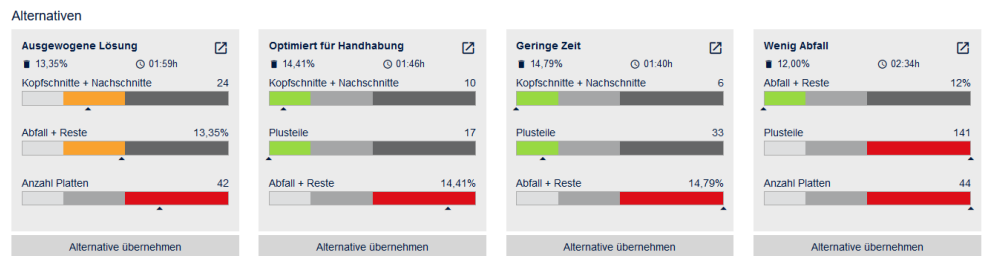 Alternativen
Ausgewogene Lösung
13,35% 01:59h
Kopfschnitte + Nachschnitte 24
Abfall + Reste 13,35%
Anzahl Platten 42
Alternative übernehmen
Optimiert für Handhabung
14,41% 01:46h
Kopfschnitte + Nachschnitte 10
Plusteile 17
Abfall + Reste 14,41%
Alternative übernehmen
Geringe Zeit
14,79% 01:40h
Kopfschnitte + Nachschnitte 6
Plusteile 33
Abfall + Reste 14,79%
Alternative übernehmen
Wenig Abfall
12,00% 02:34h
Abfall + Reste 12%
Plusteile 141
Anzahl Platten 44
Alternative übernehmen